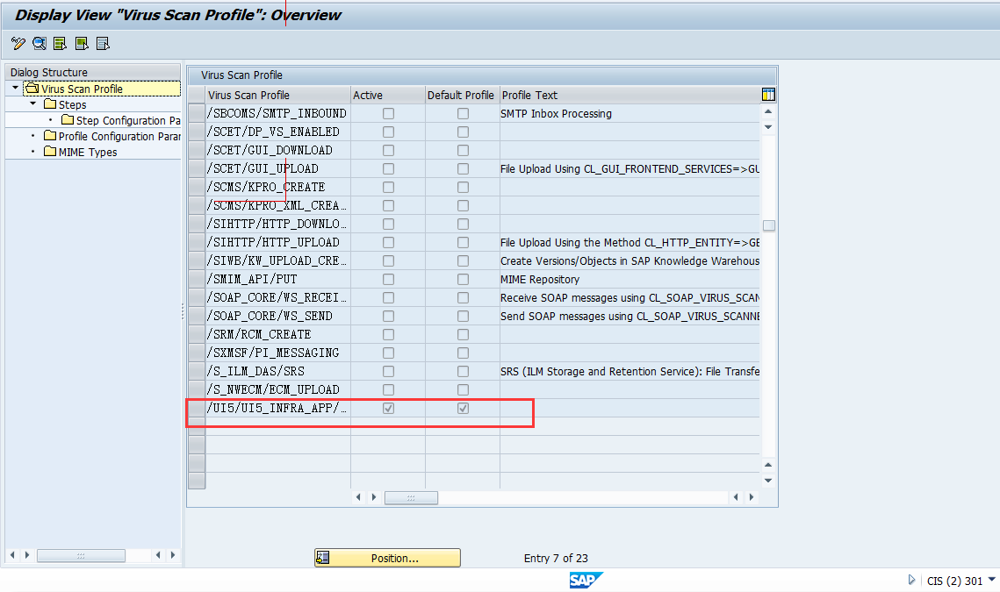 Display View "Virus Scan Profile": Overview
Dialog Structure
Virus Scan Profile
Steps
Step Configuration Pa
Profile Configuration Parar
MIME Types
Virus Scan Profile
Virus Scan Profile Active Default Profile Profile Text
/SBCOMS/SMTP_INBOUND SMTP Inbox Processing
/SCET/DP_VS_ENABLED
/SCET/GUI_DOWNLOAD
/SCET/GUI_UPLOAD File Upload Using CL_GUI_FRONTEND_SERVICES=>GU
/SCMS/KPRO_CREATE
/SCMS/KPRO_XML_CREA…
/SIHTTP/HTTP_DOWNLO…
/SIHTTP/HTTP_UPLOAD File Upload Using the Method CL_HTTP_ENTITY=>GE
/SIWB/KW_UPLOAD_CRE… Create Versions/Objects in SAP Knowledge Warehous
/SMIM_API/PUT MIME Repository
/SOAP_CORE/WS_RECEI… Receive SOAP messages using CL_SOAP_VIRUS_SCAN
/SOAP_CORE/WS_SEND Send SOAP messages using CL_SOAP_VIRUS_SCANNE
/SRM/RCM_CREATE
/SXMSF/PI_MESSAGING
/S_ILM_DAS/SRS SRS (ILM Storage and Retention Service): File Transfe
/S_NWECM/ECM_UPLOAD
/UI5/UI5_INFRA_APP/…
Position... Entry 7 of 23
SAP CIS (2) 301